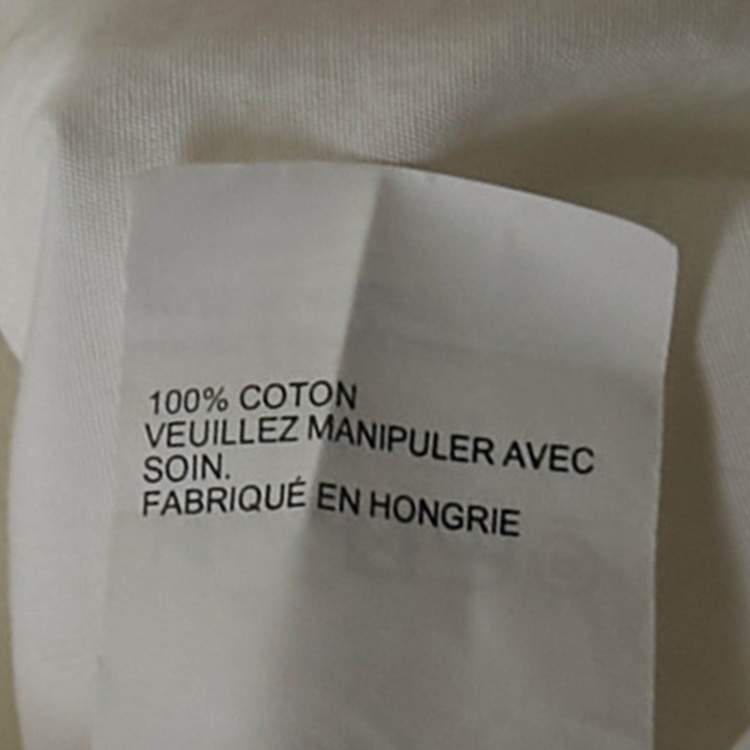 100% COTON
VEUILLEZ MANIPULER AVEC
SOIN.
FABRIQUÉ EN HONGRIE